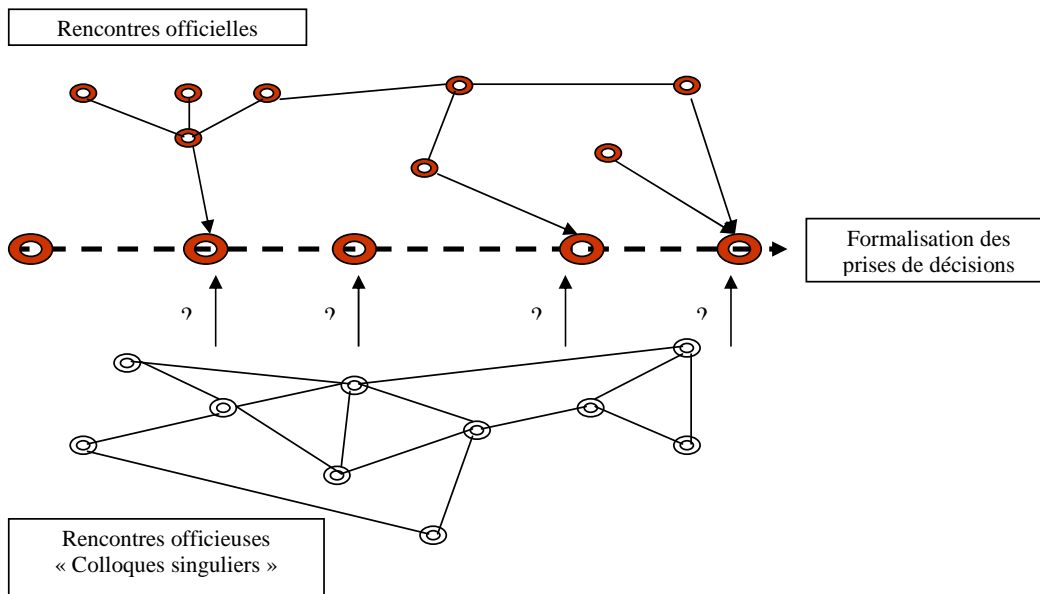 Rencontres officielles
Formalisation des
prises de décisions
?
?
?
?
Rencontres officieuses
« Colloques singuliers »